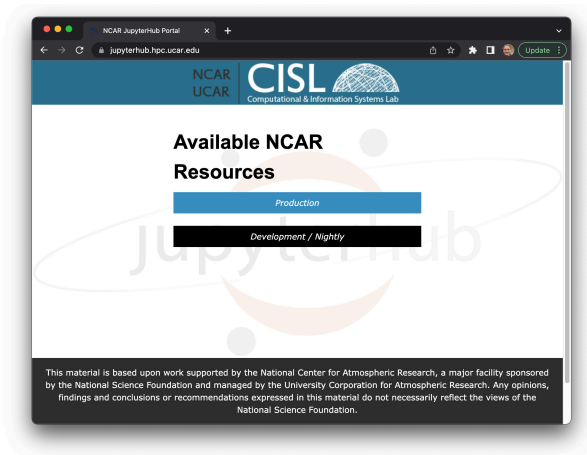 NCAR JupyterHub Portal
jupyterhub.hpc.ucar.edu
Update
NCAR
UCAR
CISL
Computational & Information Systems Lab
Available NCAR
Resources
Production
Development / Nightly
jupyterhub
This material is based upon work supported by the National Center for Atmospheric Research, a major facility sponsored
by the National Science Foundation and managed by the University Corporation for Atmospheric Research. Any opinions,
findings and conclusions or recommendations expressed in this material do not necessarily reflect the views of the
National Science Foundation.